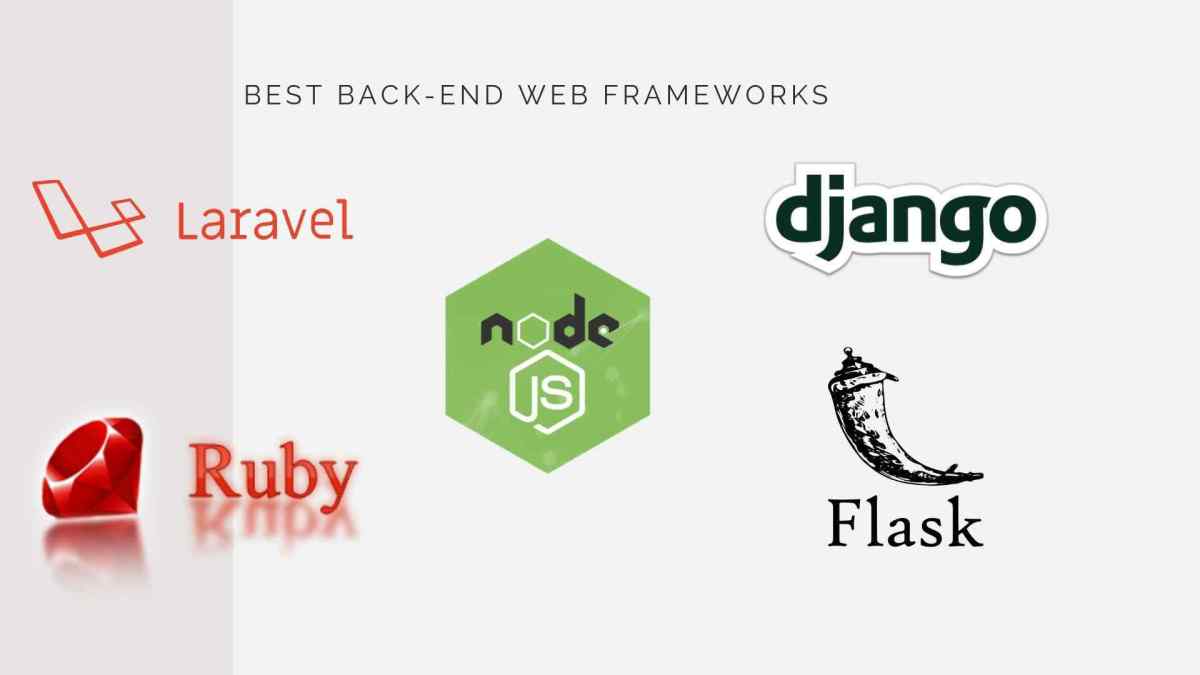 BEST BACK-END WEB FRAMEWORKS
Laravel
django
node
JS
Ruby
Flask